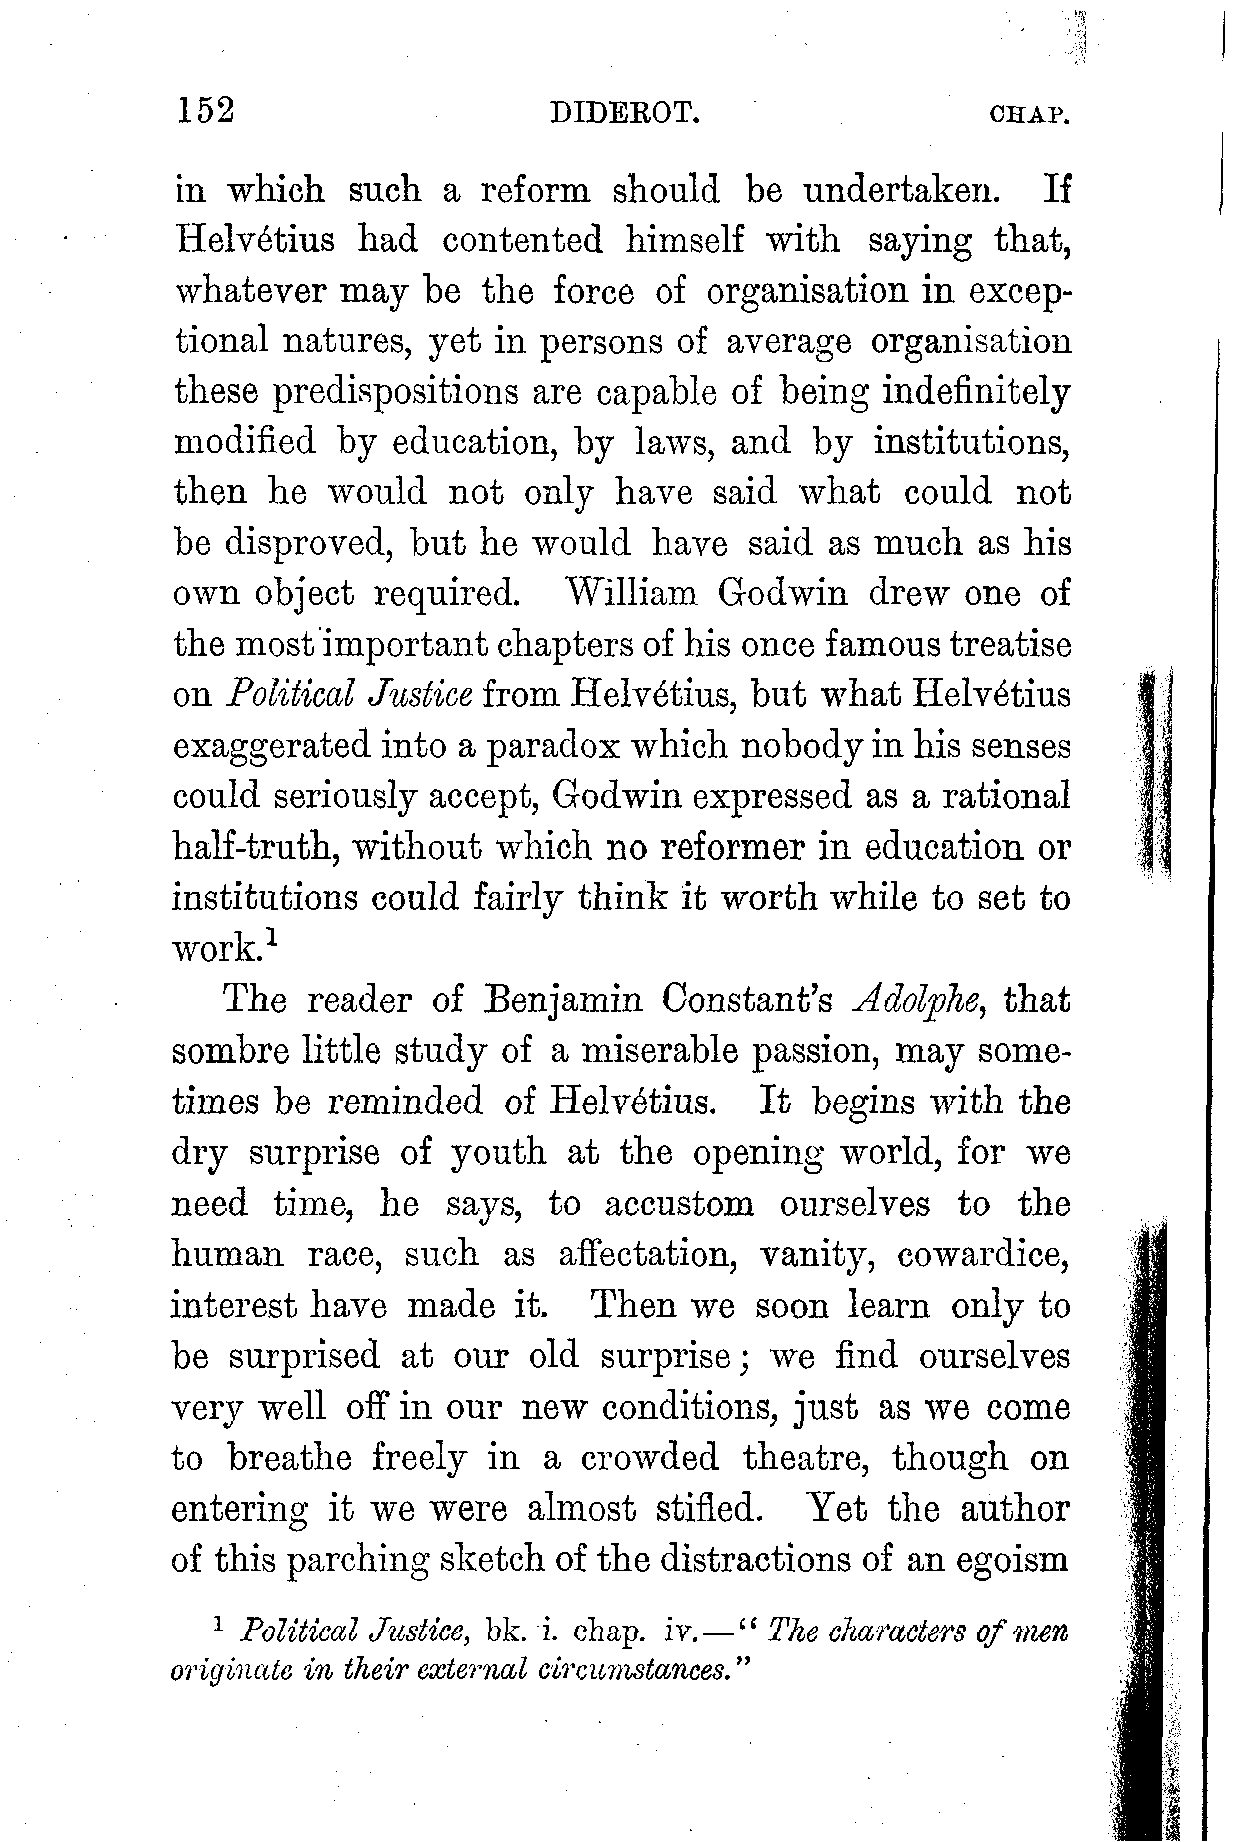 152 DIDEROT. CHAP.
in which such a reform should be undertaken. If
Helvétius had contented himself with saying that,
whatever may be the force of organisation in excep-
tional natures, yet in persons of average organisation
these predispositions are capable of being indefinitely
modified by education, by laws, and by institutions,
then he would not only have said what could not
be disproved, but he would have said as much as his
own object required. William Godwin drew one of
the most important chapters of his once famous treatise
on Political Justice from Helvétius, but what Helvétius
exaggerated into a paradox which nobody in his senses
could seriously accept, Godwin expressed as a rational
half-truth, without which no reformer in education or
institutions could fairly think it worth while to set to
work.¹
The reader of Benjamin Constant's Adolphe, that
sombre little study of a miserable passion, may some-
times be reminded of Helvétius. It begins with the
dry surprise of youth at the opening world, for we
need time, he says, to accustom ourselves to the
human race, such as affectation, vanity, cowardice,
interest have made it. Then we soon learn only to
be surprised at our old surprise; we find ourselves
very well off in our new conditions, just as we come
to breathe freely in a crowded theatre, though on
entering it we were almost stifled. Yet the author
of this parching sketch of the distractions of an egoism
¹ Political Justice, bk. i. chap. iv.—“ The characters of men
originate in their external circumstances.”